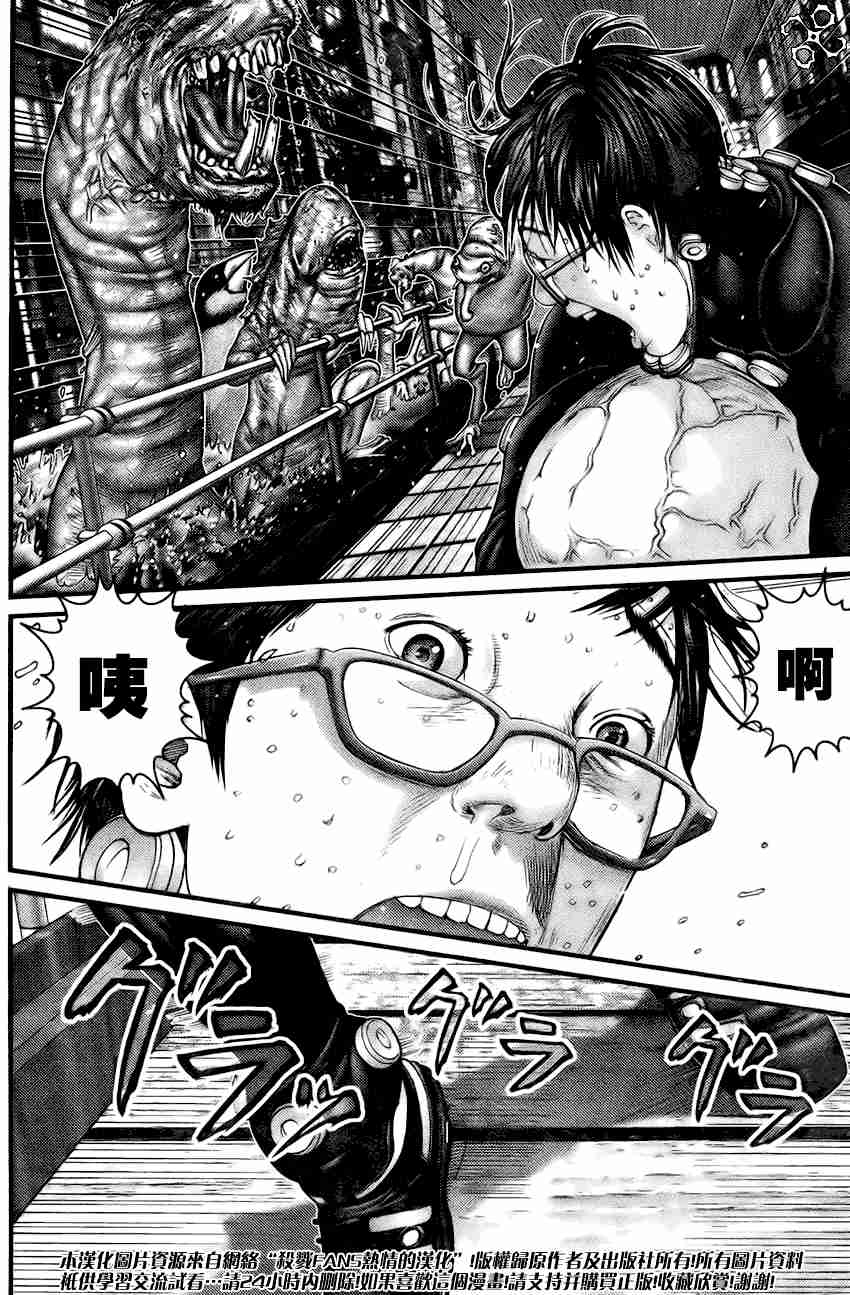 啊
咦
グラ
グラ
グラッ
本漢化圖片資源來自網絡“殺戮FANS熱情的漢化”!版權歸原作者及出版社所有!所有圖片資料
紙供學習交流試看…請24小時內刪除!如果喜歡這個漫畫!請支持并購買正版!收藏欣賞!謝謝!